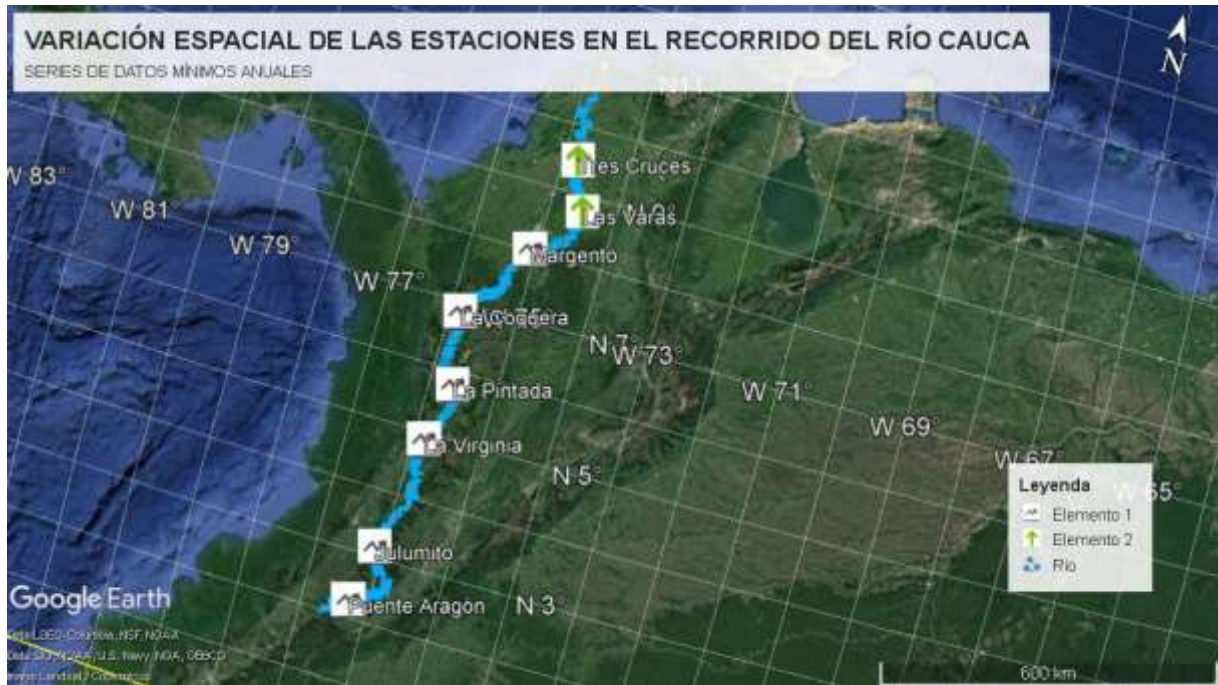 VARIACIÓN ESPACIAL DE LAS ESTACIONES EN EL RECORRIDO DEL RÍO CAUCA
SERIES DE DATOS MÍNIMOS ANUALES
N
Tres Cruces
W 83°
Las Varas
W 81°
W 79°
Margento
W 77°
La Coquera
N 7°
W 73°
La Pintada
W 71°
W 69°
La Virginia
W 67°
N 5°
W 65°
Leyenda
Elemento 1
Elemento 2
Río
Julumito
Google Earth
Puente Aragón
N 3
600 km